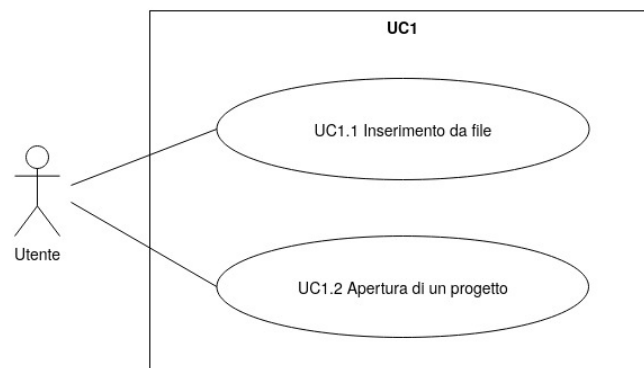 UC1
UC1.1 Inserimento da file
Utente
UC1.2 Apertura di un progetto